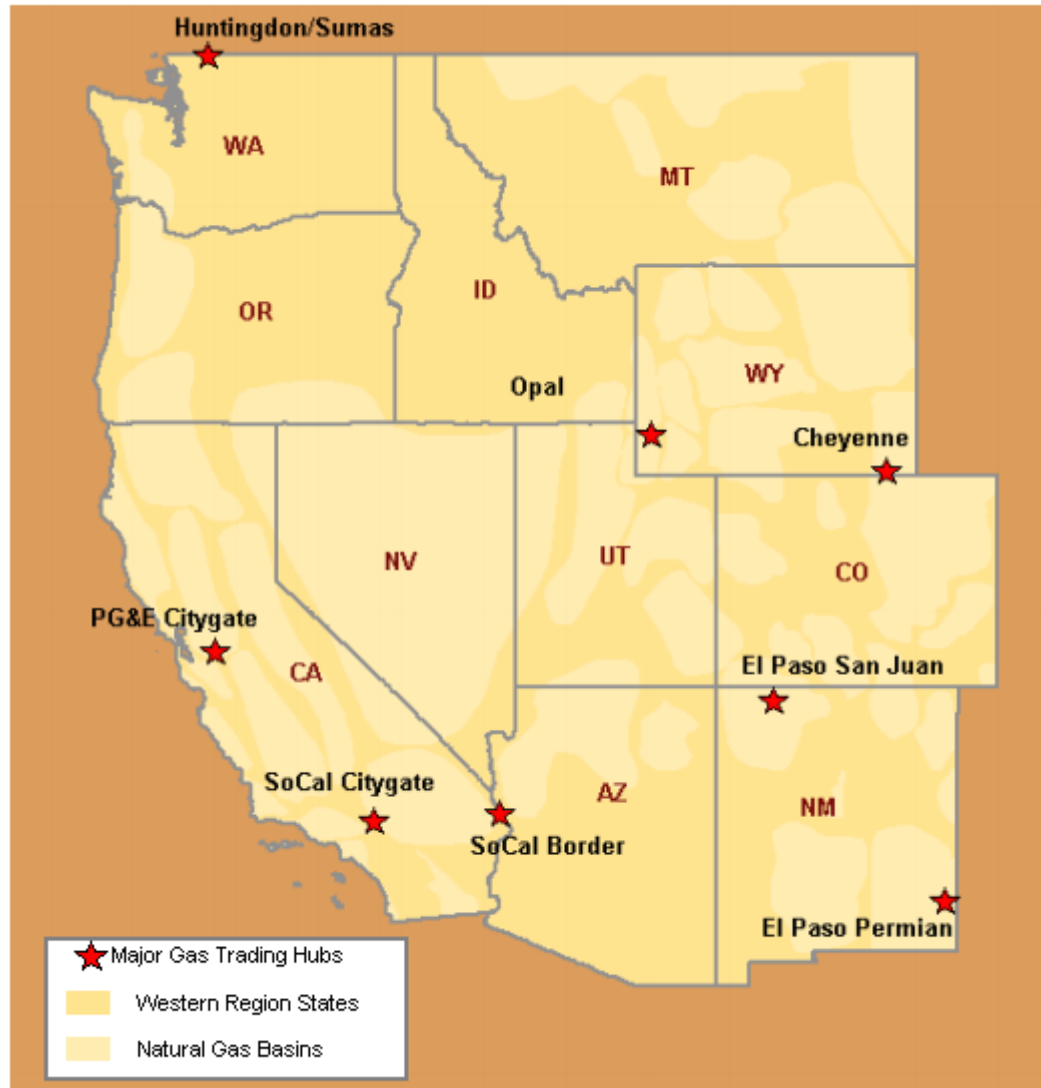 Huntingdon/Sumas
WA
MT
OR
ID
Opal
WY
Cheyenne
NV
UT
CO
PG&E Citygate
CA
El Paso San Juan
SoCal Citygate
AZ
NM
SoCal Border
El Paso Permian
Major Gas Trading Hubs
Western Region States
Natural Gas Basins